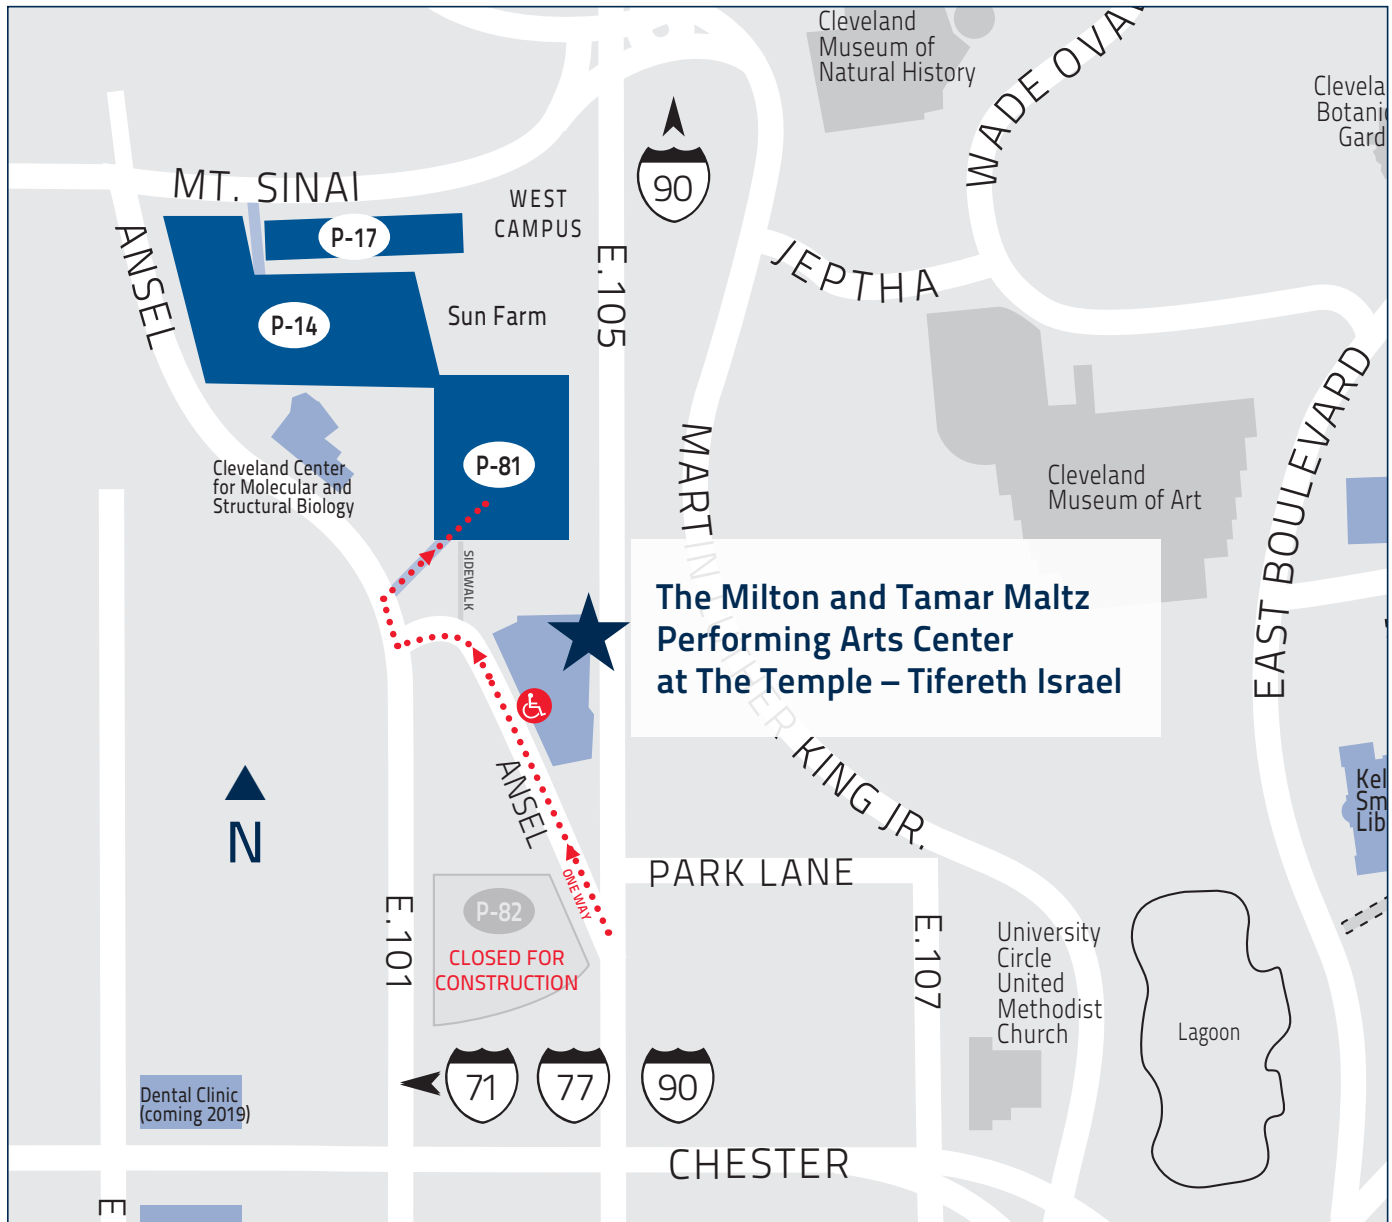 Cleveland
Museum of
Natural History
WADE OVAL
Clevela
Botanic
Gard
90
MT. SINAI
WEST
CAMPUS
P-17
ANSEL
E. 105
JEPTHA
P-14
Sun Farm
EAST BOULEVARD
MARTIN LUTHER KING JR.
P-81
Cleveland Center
for Molecular and
Structural Biology
Cleveland
Museum of Art
SIDEWALK
The Milton and Tamar Maltz
Performing Arts Center
at The Temple – Tifereth Israel
ANSEL
N
Kel
Sm
Lib
PARK LANE
ONE WAY
P-82
CLOSED FOR
CONSTRUCTION
E. 101
E. 107
University
Circle
United
Methodist
Church
Lagoon
71
77
90
Dental Clinic
(coming 2019)
CHESTER
E